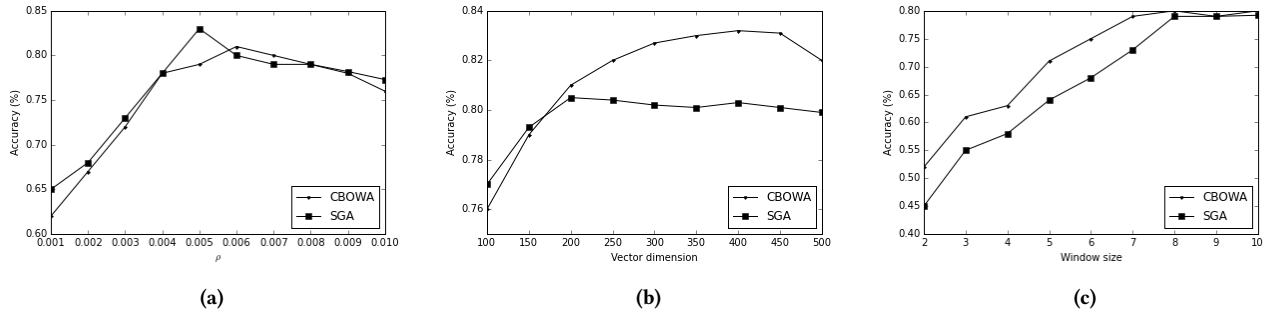 0.85
0.80
0.75
0.70
0.65
0.60
Accuracy (%)
0.001 0.002 0.003 0.004 0.005 0.006 0.007 0.008 0.009 0.010
ρ
CBOWA
SGA
(a)
0.84
0.82
0.80
0.78
0.76
Accuracy (%)
100 150 200 250 300 350 400 450 500
Vector dimension
CBOWA
SGA
(b)
0.80
0.75
0.70
0.65
0.60
0.55
0.50
0.45
0.40
Accuracy (%)
2 3 4 5 6 7 8 9 10
Window size
CBOWA
SGA
(c)